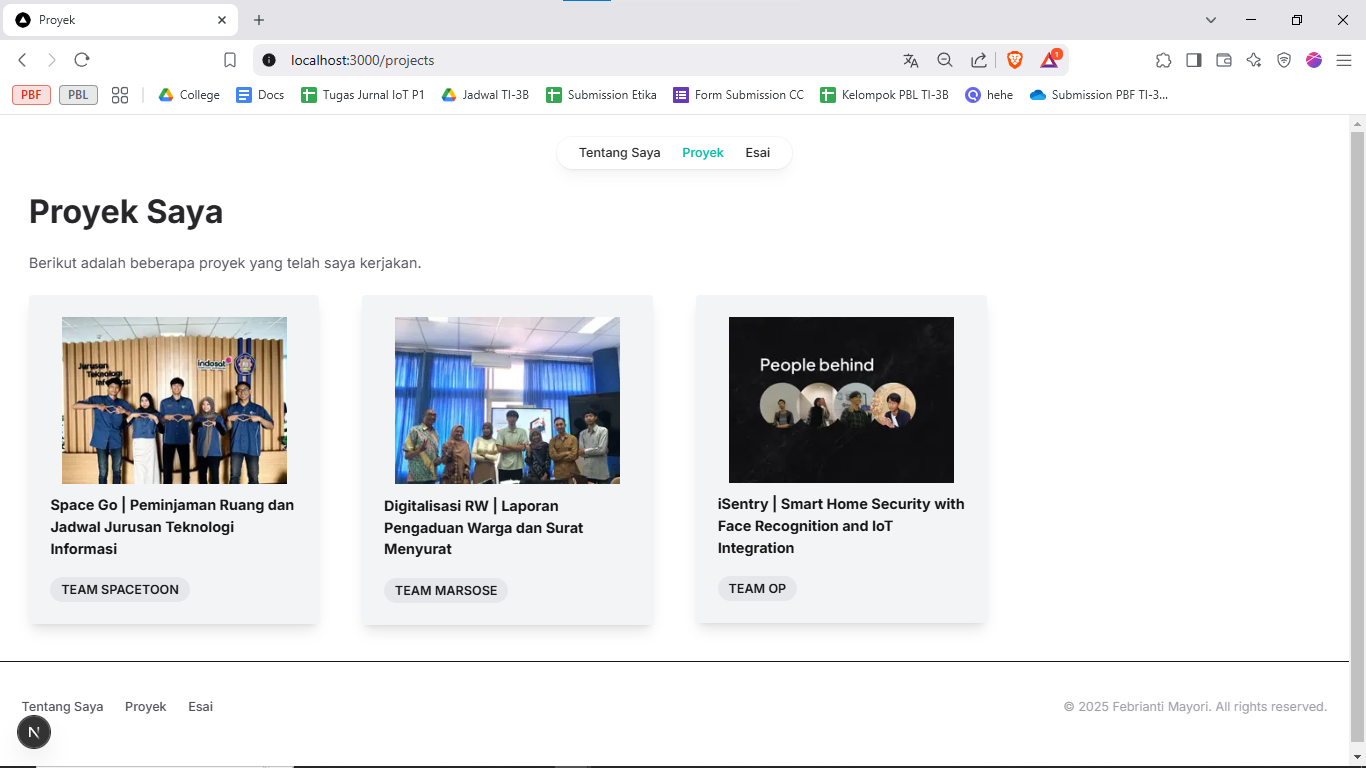 Proyek
localhost:3000/projects
1
PBF
PBL
College
Docs
Tugas Jurnal IoT P1
Jadwal TI-3B
Submission Etika
Form Submission CC
Kelompok PBL TI-3B
hehe
Submission PBF TI-3...
Tentang Saya
Proyek
Esai
Proyek Saya
Berikut adalah beberapa proyek yang telah saya kerjakan.
Jurusan
Teknologi
Informasi
indosat
Space Go | Peminjaman Ruang dan
Jadwal Jurusan Teknologi
Informasi
TEAM SPACETOON
Digitalisasi RW | Laporan
Pengaduan Warga dan Surat
Menyurat
TEAM MARSOSE
People behind
iSentry | Smart Home Security with
Face Recognition and IoT
Integration
TEAM OP
Tentang Saya
Proyek
Esai
© 2025 Febrianti Mayori. All rights reserved.
N